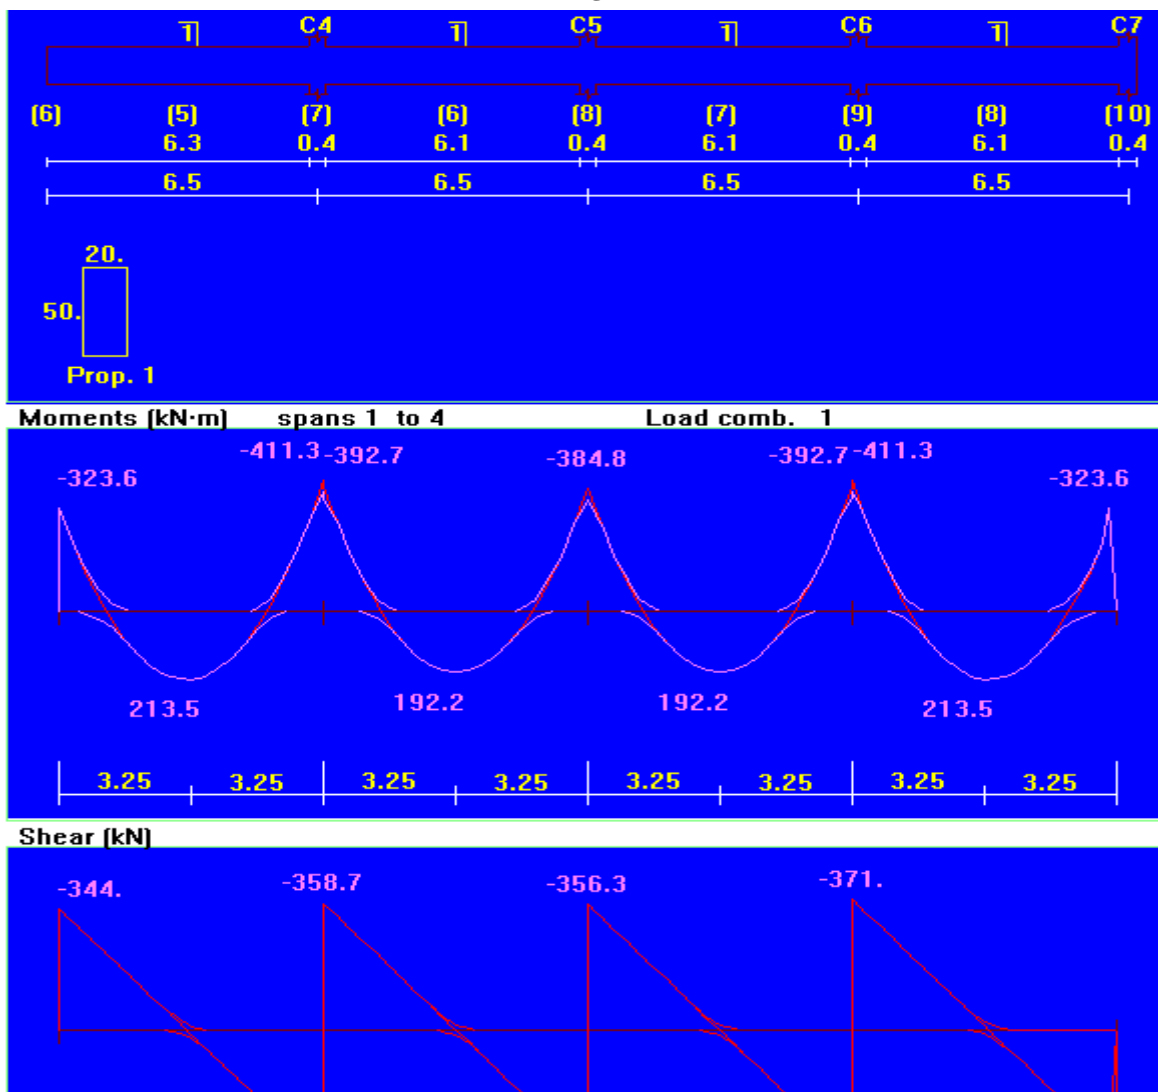 1 C4 1 C5 1 C6 1 C7
(6) (5) (7) (6) (8) (7) (9) (8) (10)
6.3 0.4 6.1 0.4 6.1 0.4 6.1 0.4
6.5 6.5 6.5 6.5
20.
50.
Prop. 1
Moments (kN·m) spans 1 to 4 Load comb. 1
-411.3 -392.7 -384.8 -392.7 -411.3
-323.6 -323.6
213.5 192.2 192.2 213.5
3.25 3.25 3.25 3.25 3.25 3.25 3.25 3.25
Shear (kN)
-344. -358.7 -356.3 -371.